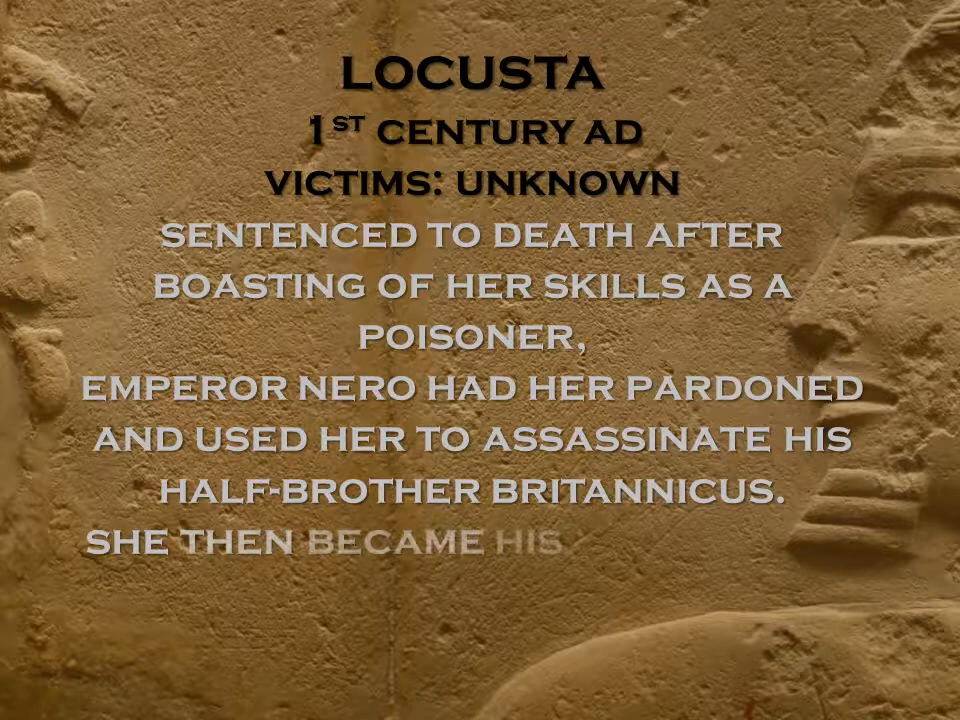 LOCUSTA
1ST CENTURY AD
VICTIMS: UNKNOWN
SENTENCED TO DEATH AFTER
BOASTING OF HER SKILLS AS A
POISONER,
EMPEROR NERO HAD HER PARDONED
AND USED HER TO ASSASSINATE HIS
HALF-BROTHER BRITANNICUS.
SHE THEN BECAME HIS